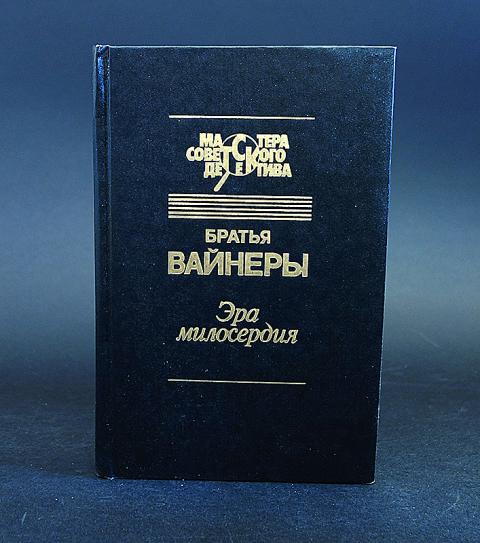 МАСТЕРА
СОВЕТСКОГО
ДЕТЕКТИВА
БРАТЬЯ
ВАЙНЕРЫ
Эра
милосердия